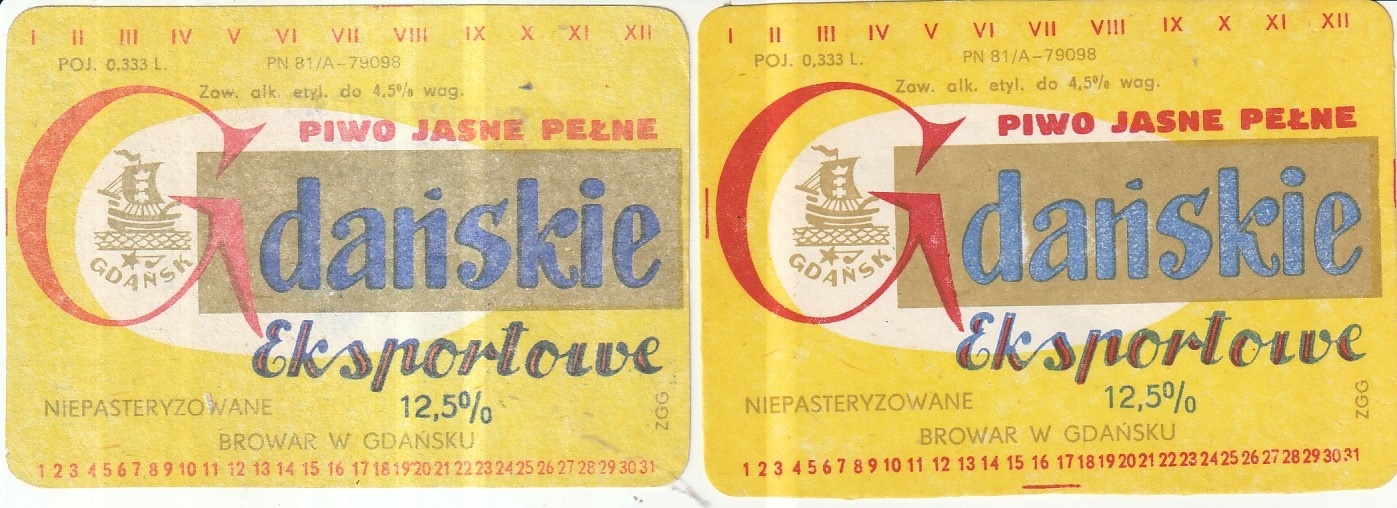 I II III IV V VI VII VIII IX X XI XII
POJ. 0,333 L. PN 81/A-79098
Zaw. alk. etyl. do 4,5% wag.
PIWO JASNE PEŁNE
Gdańskie
GDAŃSK
Eksportowe
NIEPASTERYZOWANE 12,5%
ZGG
BROWAR W GDAŃSKU
1 2 3 4 5 6 7 8 9 10 11 12 13 14 15 16 17 18 19 20 21 22 23 24 25 26 27 28 29 30 31
I II III IV V VI VII VIII IX X XI XII
POJ. 0,333 L. PN 81/A-79098
Zaw. alk. etyl. do 4,5% wag.
PIWO JASNE PEŁNE
Gdańskie
GDAŃSK
Eksportowe
NIEPASTERYZOWANE 12,5%
ZGG
BROWAR W GDAŃSKU
1 2 3 4 5 6 7 8 9 10 11 12 13 14 15 16 17 18 19 20 21 22 23 24 25 26 27 28 29 30 31